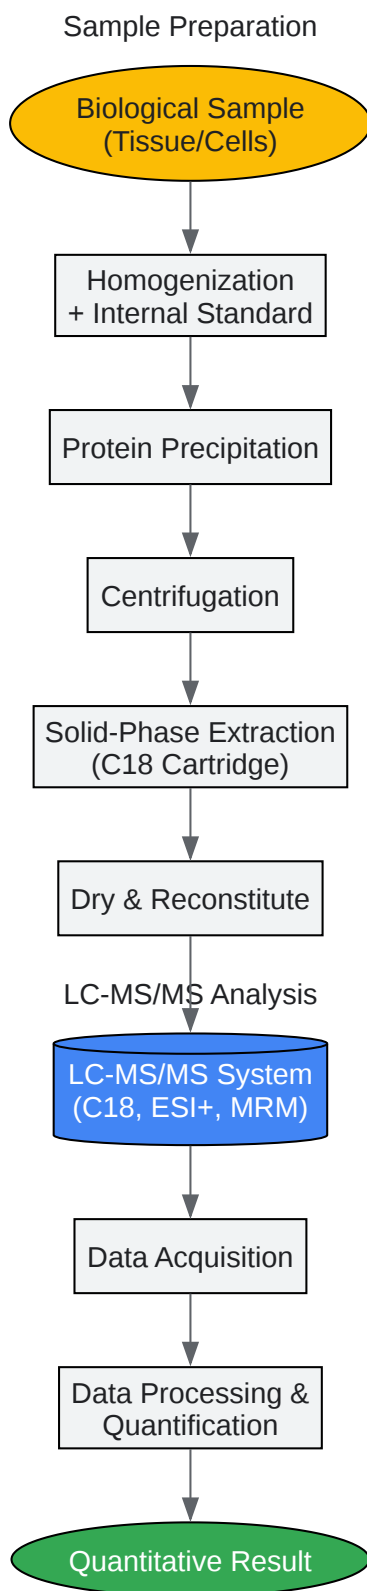 Sample Preparation
Biological Sample
(Tissue/Cells)
Homogenization
+ Internal Standard
Protein Precipitation
Centrifugation
Solid-Phase Extraction
(C18 Cartridge)
Dry & Reconstitute
LC-MS/MS Analysis
LC-MS/MS System
(C18, ESI+, MRM)
Data Acquisition
Data Processing &
Quantification
Quantitative Result